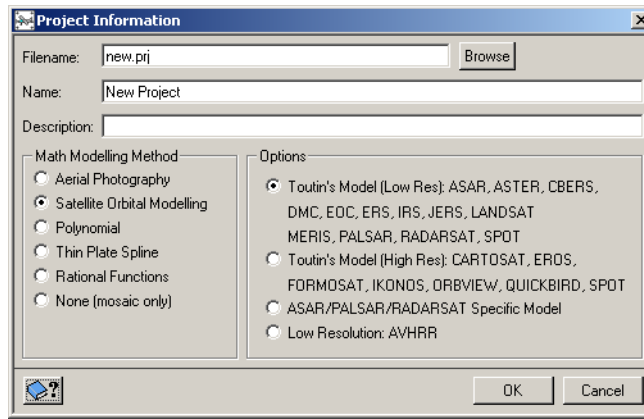 Project Information
Filename: new.prj Browse
Name: New Project
Description:
Math Modelling Method
Aerial Photography
Satellite Orbital Modelling
Polynomial
Thin Plate Spline
Rational Functions
None (mosaic only)
Options
Toutin's Model (Low Res): ASAR, ASTER, CBERS,
DMC, EOC, ERS, IRS, JERS, LANDSAT
MERIS, PALSAR, RADARSAT, SPOT
Toutin's Model (High Res): CARTOSAT, EROS,
FORMOSAT, IKONOS, ORBVIEW, QUICKBIRD, SPOT
ASAR/PALSAR/RADARSAT Specific Model
Low Resolution: AVHRR
? OK Cancel